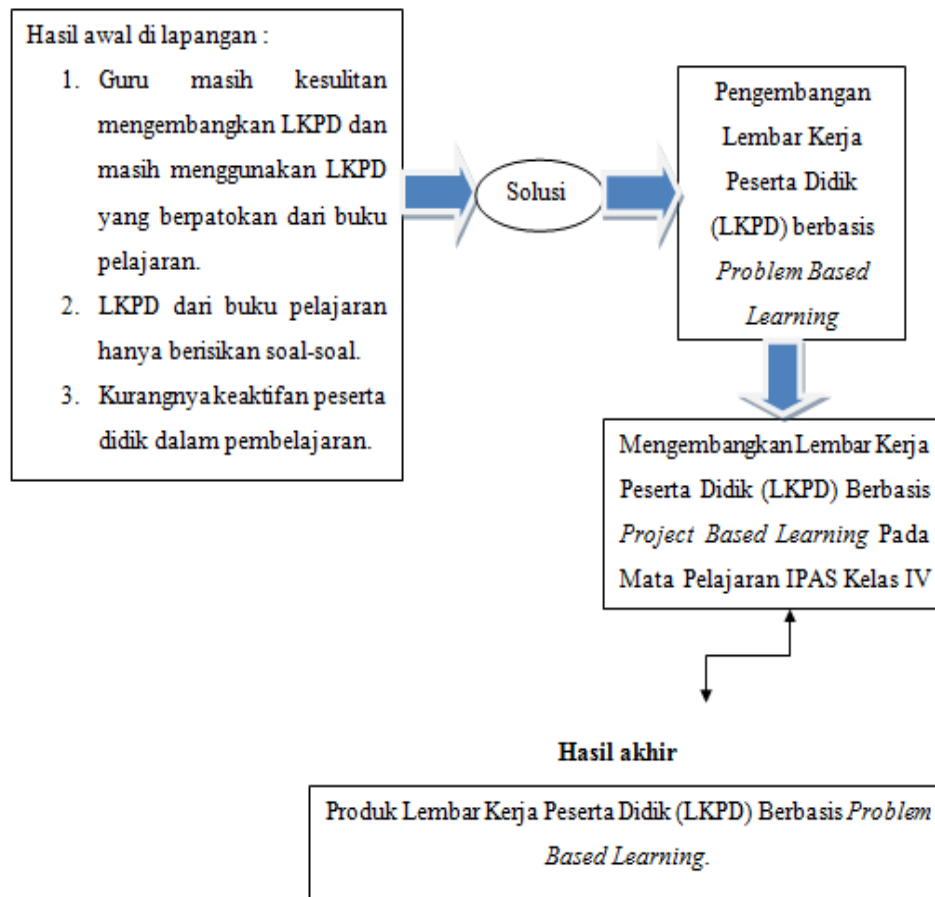 Hasil awal di lapangan :
1. Guru masih kesulitan
mengembangkan LKPD dan
masih menggunakan LKPD
yang berpatokan dari buku
pelajaran.
2. LKPD dari buku pelajaran
hanya berisikan soal-soal.
3. Kurangnya keaktifan peserta
didik dalam pembelajaran.
Solusi
Pengembangan
Lembar Kerja
Peserta Didik
(LKPD) berbasis
Problem Based
Learning
Mengembangkan Lembar Kerja
Peserta Didik (LKPD) Berbasis
Project Based Learning Pada
Mata Pelajaran IPAS Kelas IV
Hasil akhir
Produk Lembar Kerja Peserta Didik (LKPD) Berbasis Problem
Based Learning.